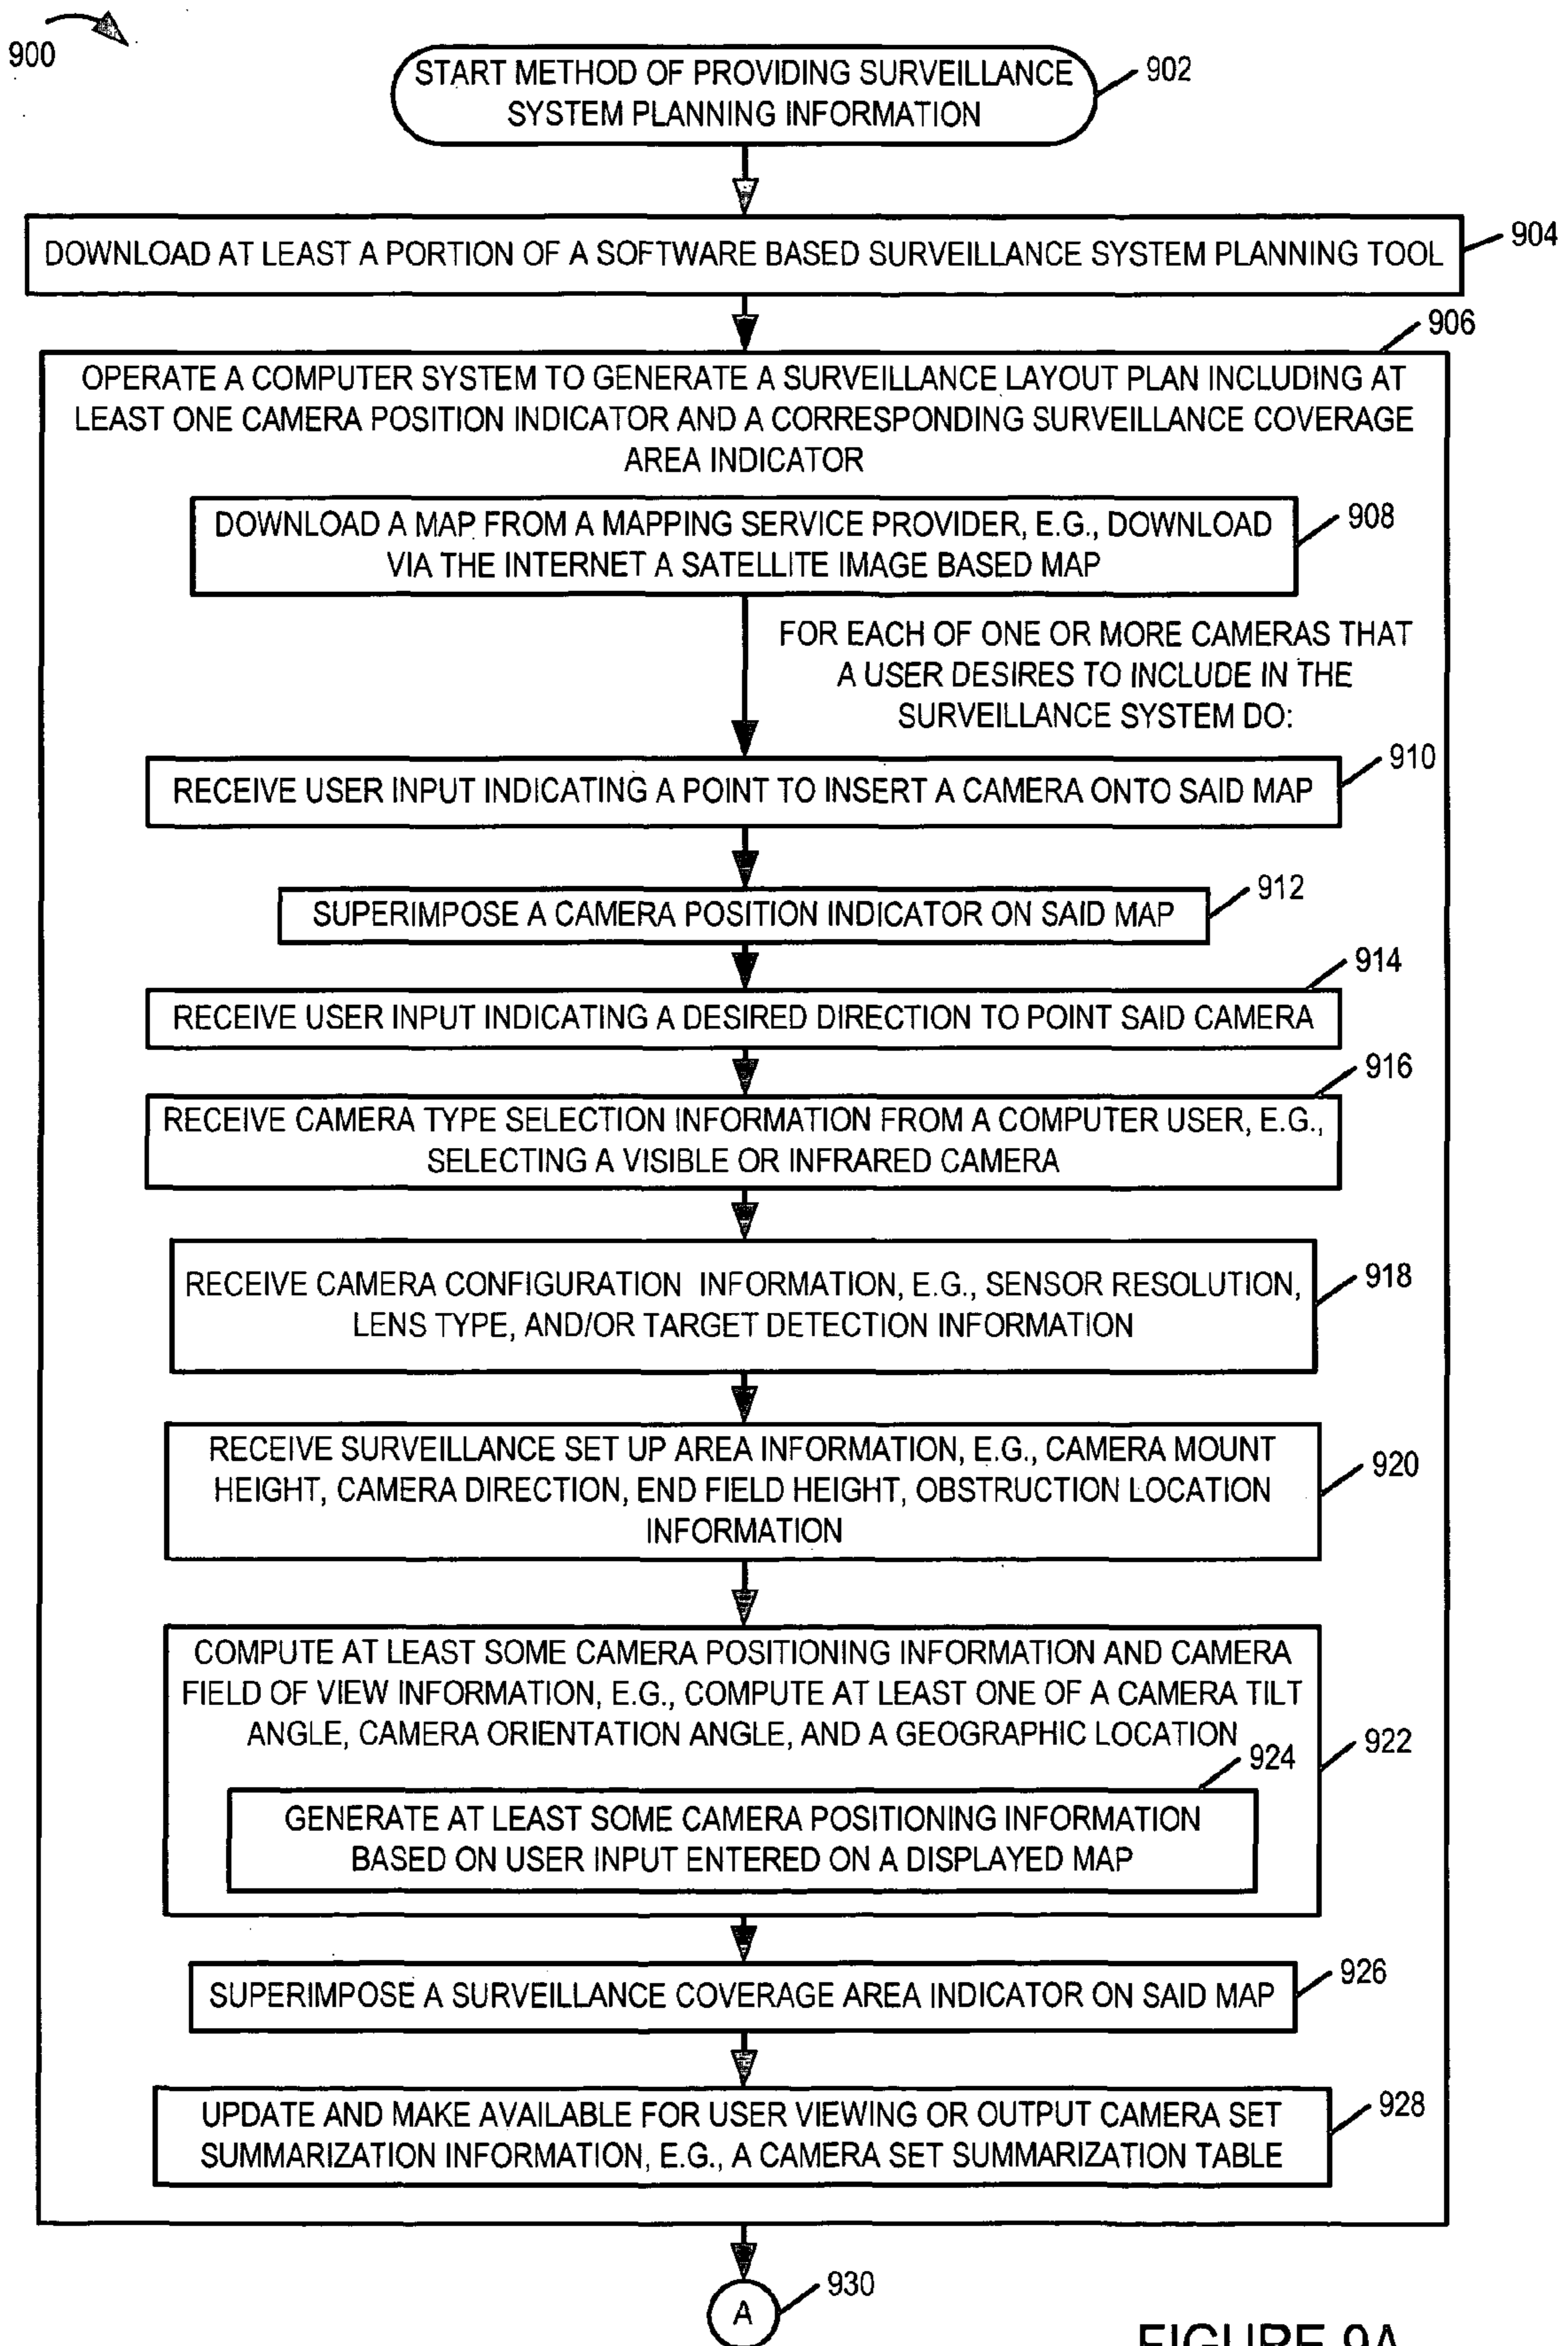 900
START METHOD OF PROVIDING SURVEILLANCE
SYSTEM PLANNING INFORMATION
902
DOWNLOAD AT LEAST A PORTION OF A SOFTWARE BASED SURVEILLANCE SYSTEM PLANNING TOOL
904
906
OPERATE A COMPUTER SYSTEM TO GENERATE A SURVEILLANCE LAYOUT PLAN INCLUDING AT
LEAST ONE CAMERA POSITION INDICATOR AND A CORRESPONDING SURVEILLANCE COVERAGE
AREA INDICATOR
DOWNLOAD A MAP FROM A MAPPING SERVICE PROVIDER, E.G., DOWNLOAD
VIA THE INTERNET A SATELLITE IMAGE BASED MAP
908
FOR EACH OF ONE OR MORE CAMERAS THAT
A USER DESIRES TO INCLUDE IN THE
SURVEILLANCE SYSTEM DO:
910
RECEIVE USER INPUT INDICATING A POINT TO INSERT A CAMERA ONTO SAID MAP
912
SUPERIMPOSE A CAMERA POSITION INDICATOR ON SAID MAP
914
RECEIVE USER INPUT INDICATING A DESIRED DIRECTION TO POINT SAID CAMERA
916
RECEIVE CAMERA TYPE SELECTION INFORMATION FROM A COMPUTER USER, E.G.,
SELECTING A VISIBLE OR INFRARED CAMERA
RECEIVE CAMERA CONFIGURATION INFORMATION, E.G., SENSOR RESOLUTION,
LENS TYPE, AND/OR TARGET DETECTION INFORMATION
918
RECEIVE SURVEILLANCE SET UP AREA INFORMATION, E.G., CAMERA MOUNT
HEIGHT, CAMERA DIRECTION, END FIELD HEIGHT, OBSTRUCTION LOCATION
INFORMATION
920
COMPUTE AT LEAST SOME CAMERA POSITIONING INFORMATION AND CAMERA
FIELD OF VIEW INFORMATION, E.G., COMPUTE AT LEAST ONE OF A CAMERA TILT
ANGLE, CAMERA ORIENTATION ANGLE, AND A GEOGRAPHIC LOCATION
922
924
GENERATE AT LEAST SOME CAMERA POSITIONING INFORMATION
BASED ON USER INPUT ENTERED ON A DISPLAYED MAP
926
SUPERIMPOSE A SURVEILLANCE COVERAGE AREA INDICATOR ON SAID MAP
928
UPDATE AND MAKE AVAILABLE FOR USER VIEWING OR OUTPUT CAMERA SET
SUMMARIZATION INFORMATION, E.G., A CAMERA SET SUMMARIZATION TABLE
A
930
FIGURE 9A